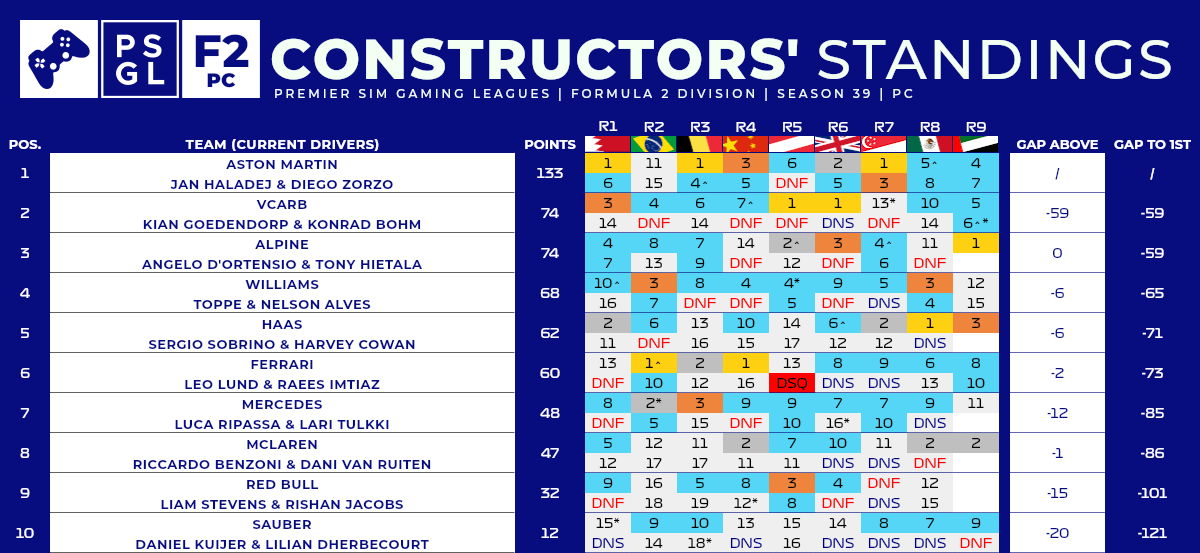 PS GL F2 PC CONSTRUCTORS' STANDINGS
PREMIER SIM GAMING LEAGUES | FORMULA 2 DIVISION | SEASON 39 | PC
R1 R2 R3 R4 R5 R6 R7 R8 R9
POS. TEAM (CURRENT DRIVERS) POINTS GAP ABOVE GAP TO 1ST
ASTON MARTIN 1 11 1 3 6 2 1 5^ 4
1 133 / /
JAN HALADEJ & DIEGO ZORZO 6 15 4^ 5 DNF 5 3 8 7
VCARB 3 4 6 7^ 1 1 13* 10 5
2 74 -59 -59
KIAN GOEDENDORP & KONRAD BOHM 14 DNF 14 DNF DNF DNS DNF 14 6^*
ALPINE 4 8 7 14 2^ 3 4^ 11 1
3 74 0 -59
ANGELO D'ORTENSIO & TONY HIETALA 7 13 9 DNF 12 DNF 6 DNF
WILLIAMS 10^ 3 8 4 4* 9 5 3 12
4 68 -6 -65
TOPPE & NELSON ALVES 16 7 DNF DNF 5 DNF DNS 4 15
HAAS 2 6 13 10 14 6^ 2 1 3
5 62 -6 -71
SERGIO SOBRINO & HARVEY COWAN 11 DNF 16 15 17 12 12 DNS
FERRARI 13 1^ 2 1 13 8 9 6 8
6 60 -2 -73
LEO LUND & RAEES IMTIAZ DNF 10 12 16 DSQ DNS DNS 13 10
MERCEDES 8 2* 3 9 9 7 7 9 11
7 48 -12 -85
LUCA RIPASSA & LARI TULKKI DNF 5 15 DNF 10 16* 10 DNS
MCLAREN 5 12 11 2 7 10 11 2 2
8 47 -1 -86
RICCARDO BENZONI & DANI VAN RUITEN 12 17 17 11 11 DNS DNS DNF
RED BULL 9 16 5 8 3 4 DNF 12
9 32 -15 -101
LIAM STEVENS & RISHAN JACOBS DNF 18 19 12* 8 DNF DNS 15
SAUBER 15* 9 10 13 15 14 8 7 9
10 12 -20 -121
DANIEL KUIJER & LILIAN DHERBECOURT DNS 14 18* DNS 16 DNS DNS DNS DNF